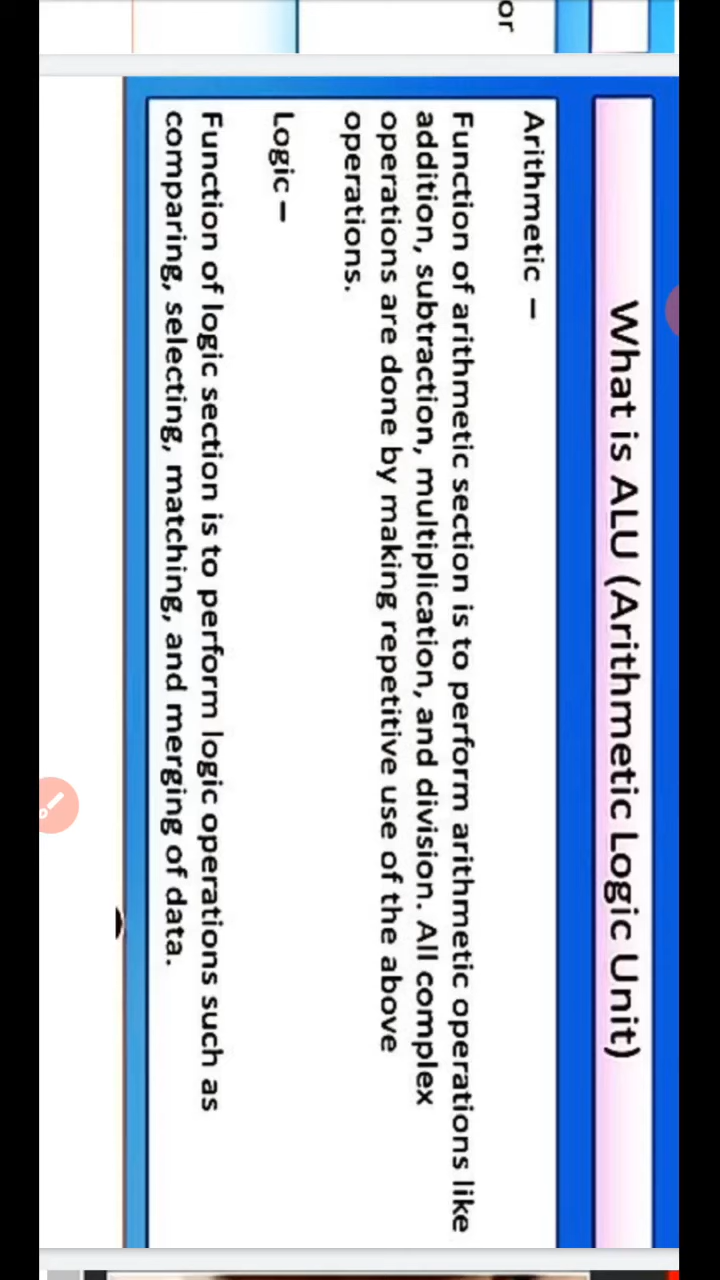 or
What is ALU (Arithmetic Logic Unit)
Arithmetic –
Function of arithmetic section is to perform arithmetic operations like
addition, subtraction, multiplication, and division. All complex
operations are done by making repetitive use of the above
operations.
Logic –
Function of logic section is to perform logic operations such as
comparing, selecting, matching, and merging of data.